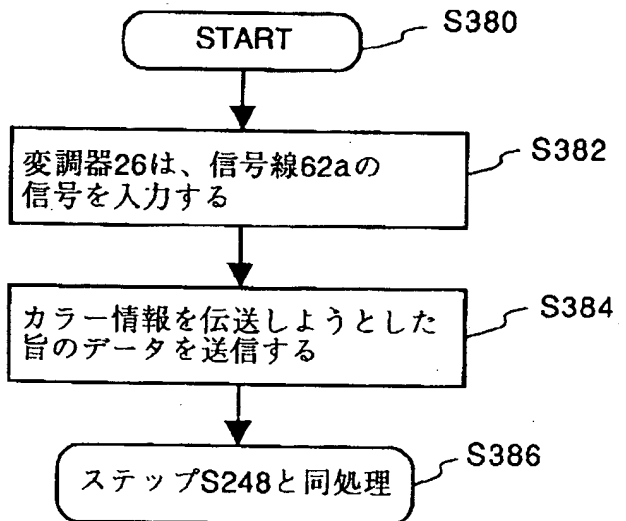 START
S380
変調器26は、信号線62aの
信号を入力する
S382
カラー情報を伝送しようとした
旨のデータを送信する
S384
ステップS248と同処理
S386